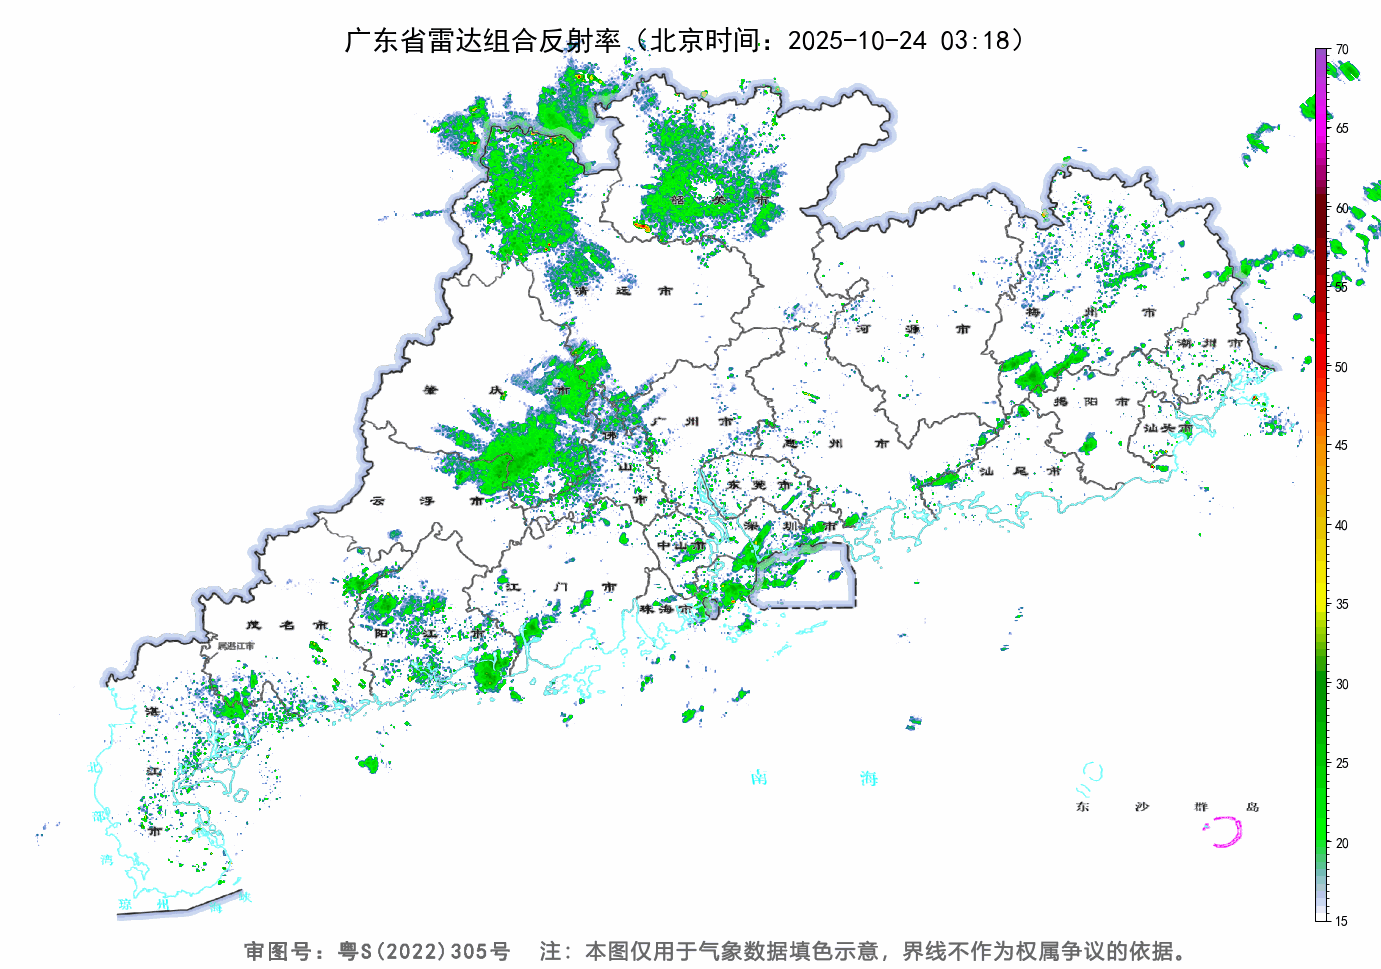 广东省雷达组合反射率（北京时间：2025-10-24 03:18）
70
65
60
55
50
45
40
35
30
25
20
15
韶 关 市
清 远 市
河 源 市
梅 州 市
潮 州 市
肇 庆 市
广 州 市
揭 阳 市
汕头市
佛 山 市
惠 州 市
汕 尾 市
云 浮 市
东 莞 市
深 圳 市
中山市
江 门 市
珠海市
茂 名 市
阳 江 市
属湛江市
湛 江 市
北 部 湾
南 海
东 沙 群 岛
琼 州 海 峡
审图号：粤S(2022)305号 注：本图仅用于气象数据填色示意，界线不作为权属争议的依据。